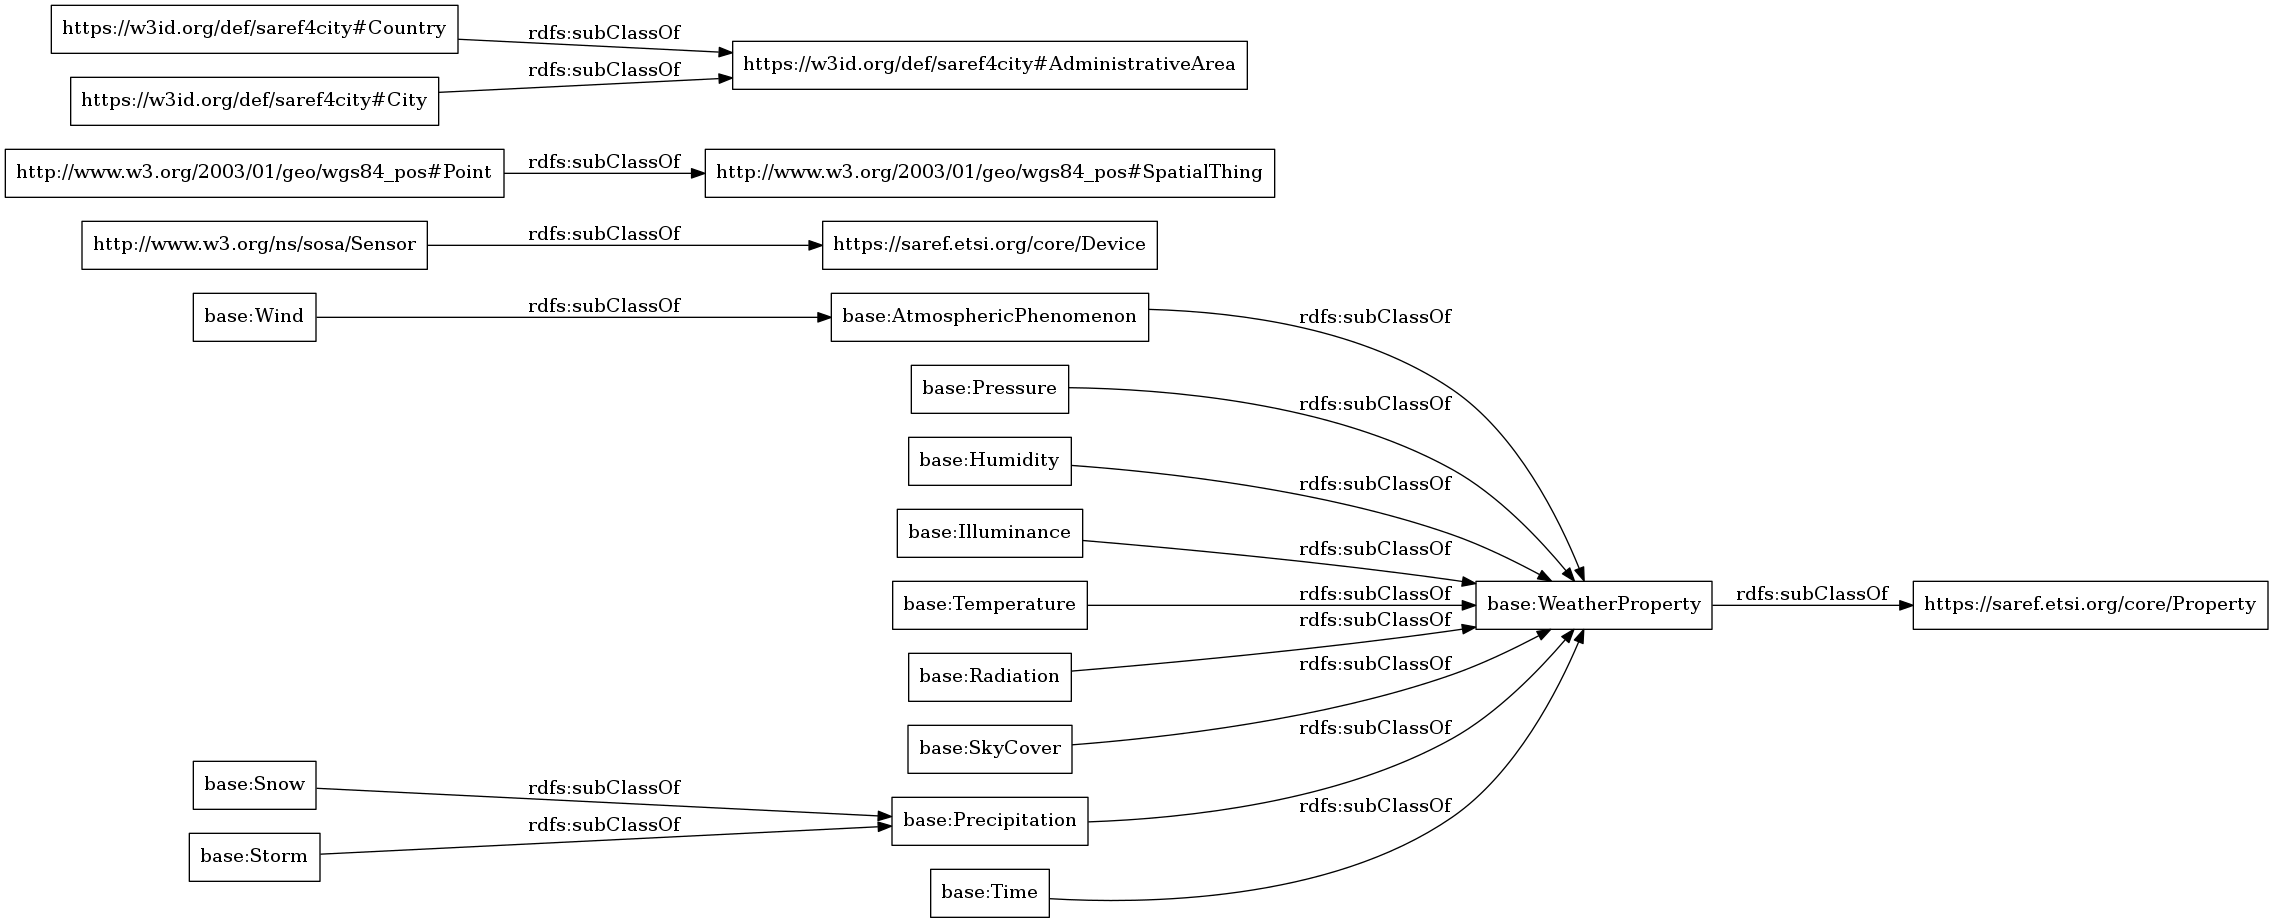 https://w3id.org/def/saref4city#Country
rdfs:subClassOf
https://w3id.org/def/saref4city#AdministrativeArea
rdfs:subClassOf
https://w3id.org/def/saref4city#City
http://www.w3.org/2003/01/geo/wgs84_pos#Point
rdfs:subClassOf
http://www.w3.org/2003/01/geo/wgs84_pos#SpatialThing
http://www.w3.org/ns/sosa/Sensor
rdfs:subClassOf
https://saref.etsi.org/core/Device
base:Wind
rdfs:subClassOf
base:AtmosphericPhenomenon
rdfs:subClassOf
base:Pressure
rdfs:subClassOf
base:Humidity
rdfs:subClassOf
base:Illuminance
rdfs:subClassOf
base:Temperature
rdfs:subClassOf
base:WeatherProperty
rdfs:subClassOf
https://saref.etsi.org/core/Property
rdfs:subClassOf
base:Radiation
rdfs:subClassOf
base:SkyCover
rdfs:subClassOf
base:Snow
rdfs:subClassOf
base:Precipitation
rdfs:subClassOf
rdfs:subClassOf
base:Storm
base:Time